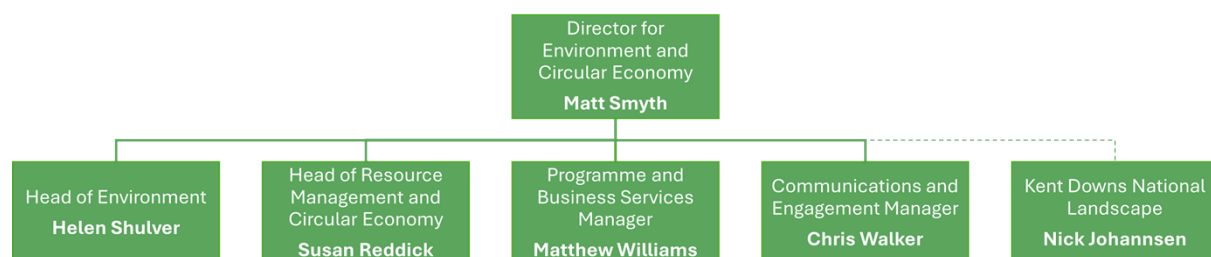 Director for
Environment and
Circular Economy
Matt Smyth
Head of Environment
Helen Shulver
Head of Resource
Management and
Circular Economy
Susan Reddick
Programme and
Business Services
Manager
Matthew Williams
Communications and
Engagement Manager
Chris Walker
Kent Downs National
Landscape
Nick Johannsen